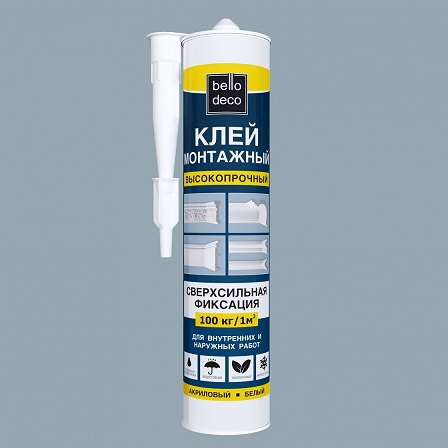 bello
deco
КЛЕЙ
МОНТАЖНЫЙ
ВЫСОКОПРОЧНЫЙ
СВЕРХСИЛЬНАЯ
ФИКСАЦИЯ
100 кг/1м²
ДЛЯ ВНУТРЕННИХ И
НАРУЖНЫХ РАБОТ
АКРИЛОВЫЙ ▪ БЕЛЫЙ